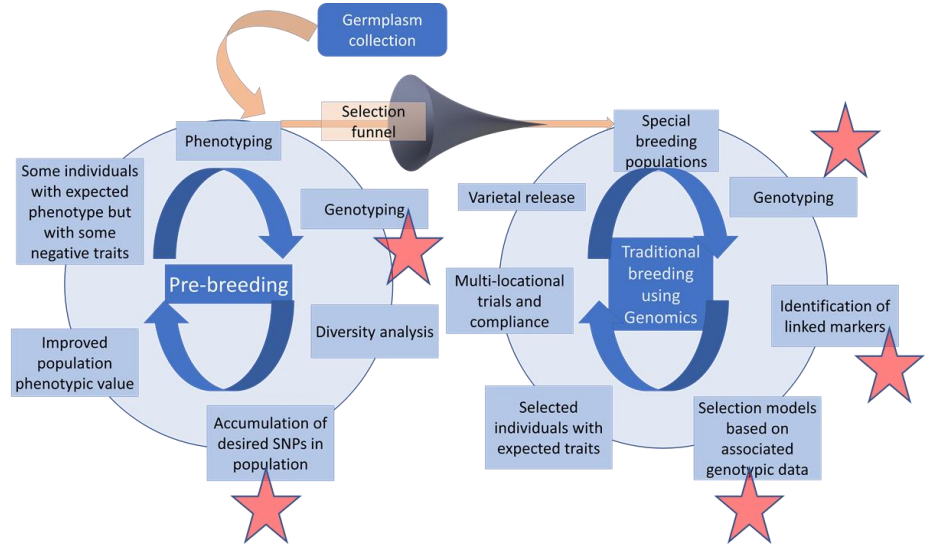 Germplasm
collection
Selection
funnel
Phenotyping
Some individuals
with expected
phenotype but
with some
negative traits
Genotyping
Pre-breeding
Diversity analysis
Improved
population
phenotypic value
Accumulation of
desired SNPs in
population
Special
breeding
populations
Varietal release
Genotyping
Traditional
breeding
using
Genomics
Multi-locational
trials and
compliance
Identification of
linked markers
Selected
individuals with
expected traits
Selection models
based on
associated
genotypic data